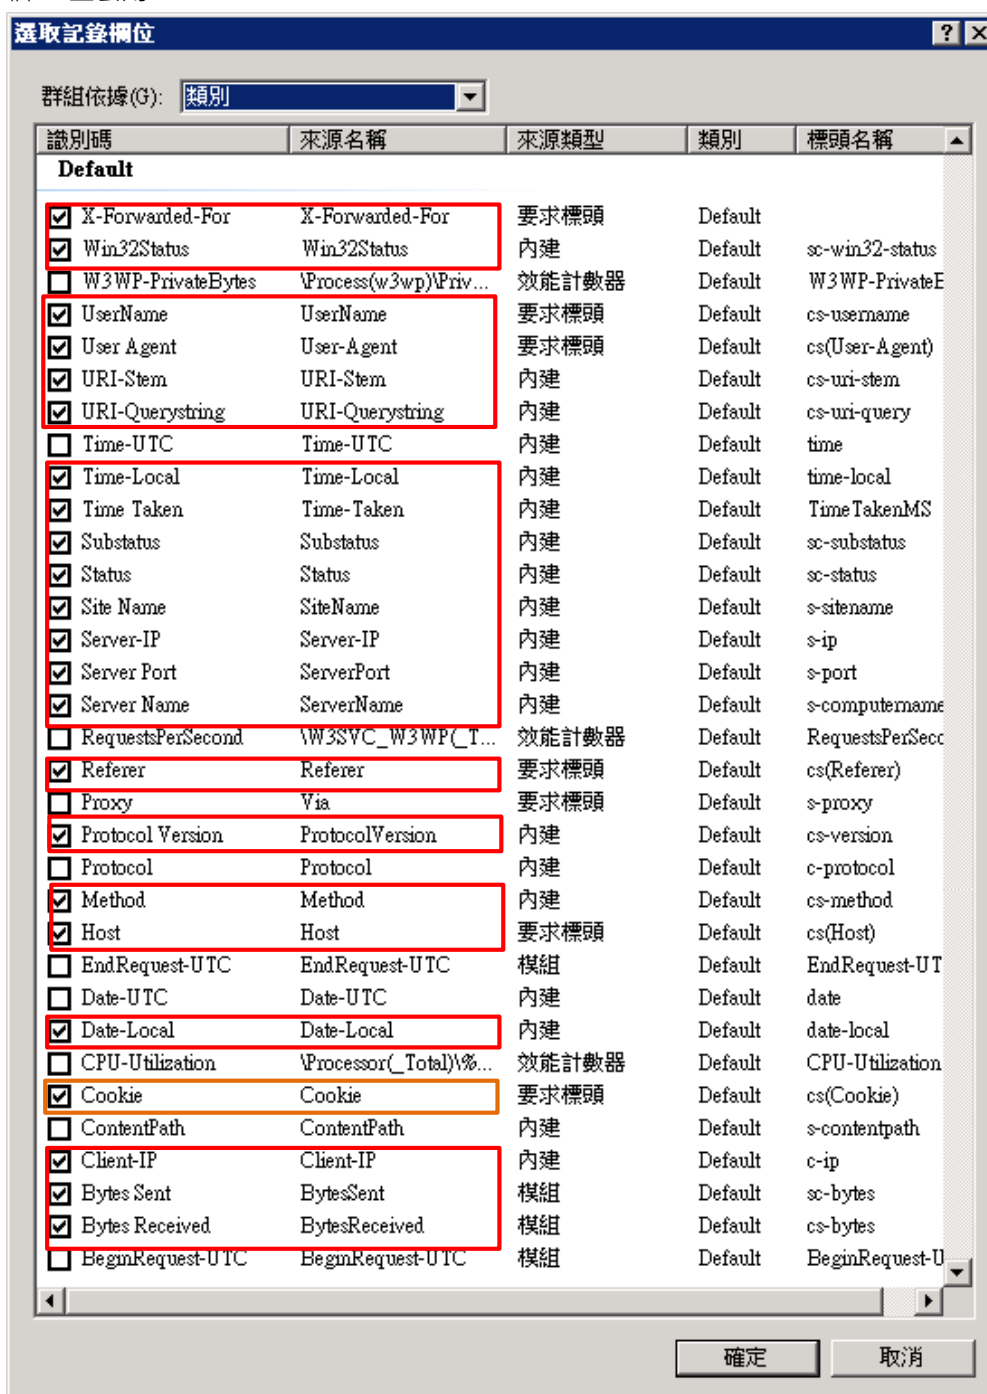 選取記錄欄位
群組依據(G): 類別
識別碼 來源名稱 來源類型 類別 標頭名稱
Default
X-Forwarded-For X-Forwarded-For 要求標頭 Default
Win32Status Win32Status 內建 Default sc-win32-status
W3WP-PrivateBytes \Process(w3wp)\Priv... 效能計數器 Default W3WP-PrivateE
UserName UserName 要求標頭 Default cs-username
User Agent User-Agent 要求標頭 Default cs(User-Agent)
URI-Stem URI-Stem 內建 Default cs-uri-stem
URI-Querystring URI-Querystring 內建 Default cs-uri-query
Time-UTC Time-UTC 內建 Default time
Time-Local Time-Local 內建 Default time-local
Time Taken Time-Taken 內建 Default TimeTakenMS
Substatus Substatus 內建 Default sc-substatus
Status Status 內建 Default sc-status
Site Name SiteName 內建 Default s-sitename
Server-IP Server-IP 內建 Default s-ip
Server Port ServerPort 內建 Default s-port
Server Name ServerName 內建 Default s-computername
RequestsPerSecond \W3SVC_W3WP(_T... 效能計數器 Default RequestsPerSecc
Referer Referer 要求標頭 Default cs(Referer)
Proxy Via 要求標頭 Default s-proxy
Protocol Version ProtocolVersion 內建 Default cs-version
Protocol Protocol 內建 Default c-protocol
Method Method 內建 Default cs-method
Host Host 要求標頭 Default cs(Host)
EndRequest-UTC EndRequest-UTC 模組 Default EndRequest-UT
Date-UTC Date-UTC 內建 Default date
Date-Local Date-Local 內建 Default date-local
CPU-Utilization \Processor(_Total)\%... 效能計數器 Default CPU-Utilization
Cookie Cookie 要求標頭 Default cs(Cookie)
ContentPath ContentPath 內建 Default s-contentpath
Client-IP Client-IP 內建 Default c-ip
Bytes Sent BytesSent 模組 Default sc-bytes
Bytes Received BytesReceived 模組 Default cs-bytes
BeginRequest-UTC BeginRequest-UTC 模組 Default BeginRequest-U
確定 取消